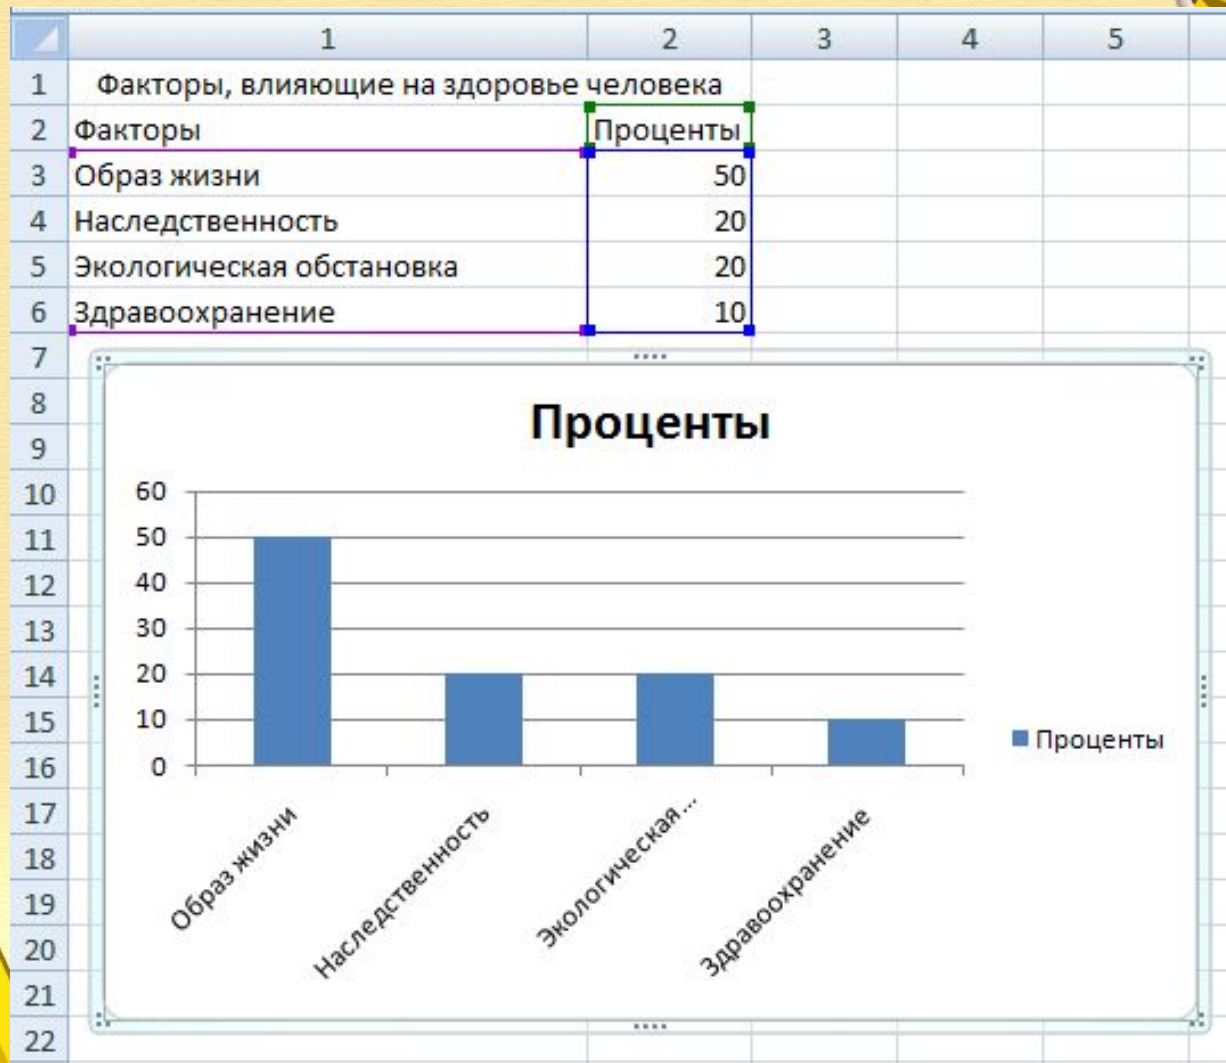 1 2 3 4 5
1 Факторы, влияющие на здоровье человека
2 Факторы Проценты
3 Образ жизни 50
4 Наследственность 20
5 Экологическая обстановка 20
6 Здравоохранение 10
7
8
9
10
11
12
13
14
15
16
17
18
19
20
21
22
Проценты
60
50
40
30
20
10
0
Образ жизни
Наследственность
Экологическая...
Здравоохранение
Проценты